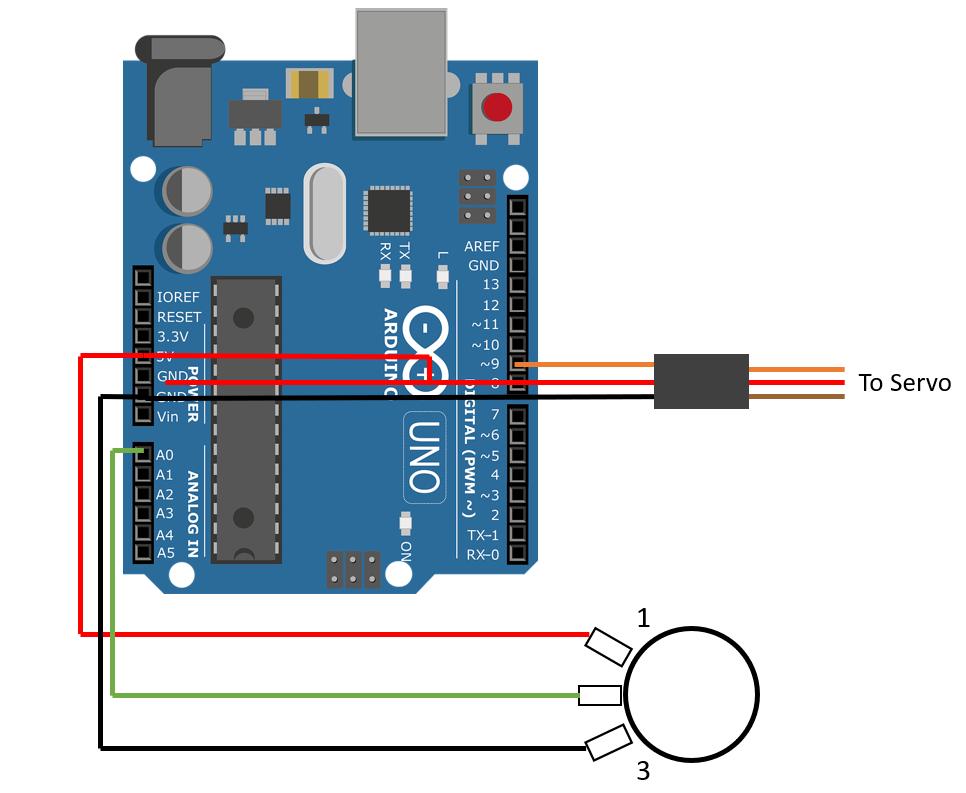 RX
TX
L
AREF
GND
13
12
~11
~10
~9
8
7
~6
~5
4
~3
2
TX-1
RX-0
DIGITAL (PWM ~)
IOREF
RESET
3.3V
5V
GND
GND
Vin
POWER
A0
A1
A2
A3
A4
A5
ANALOG IN
ARDUINO
UNO
ON
To Servo
1
3